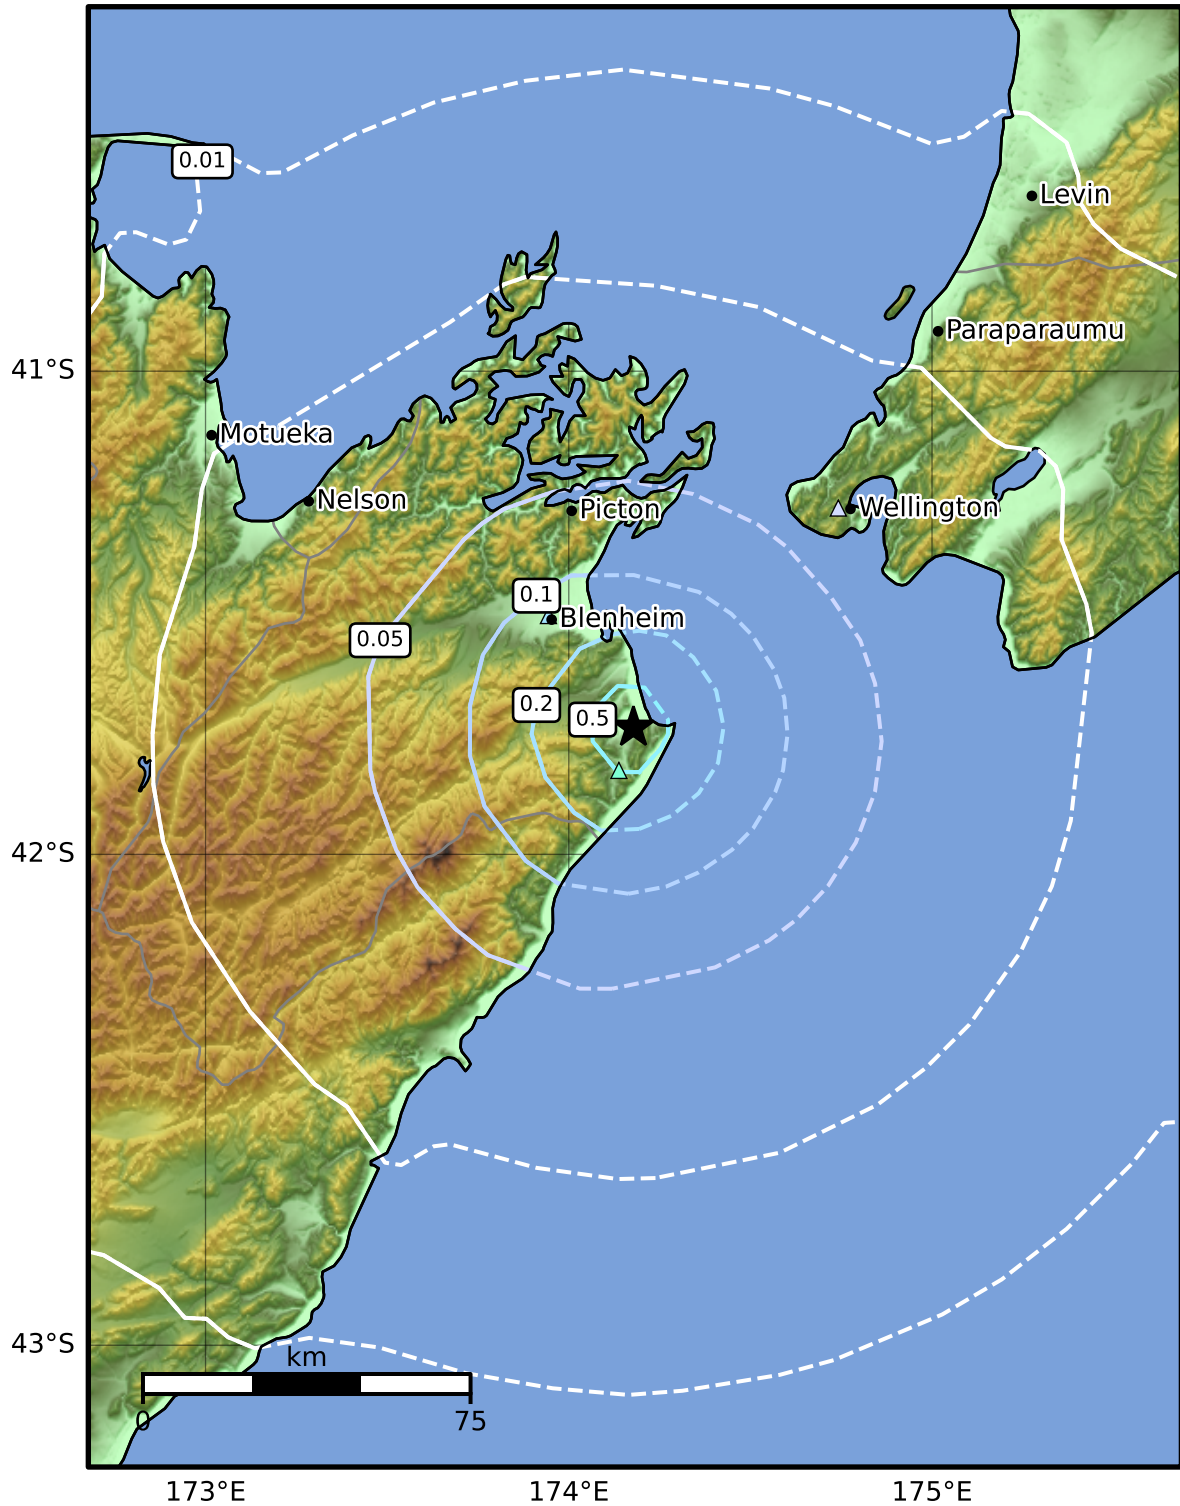 0.01
Levin
Paraparaumu
41°S
Motueka
Nelson
Picton
Wellington
0.1
Blenheim
0.05
0.2
0.5
42°S
43°S
km
0
75
173°E
174°E
175°E